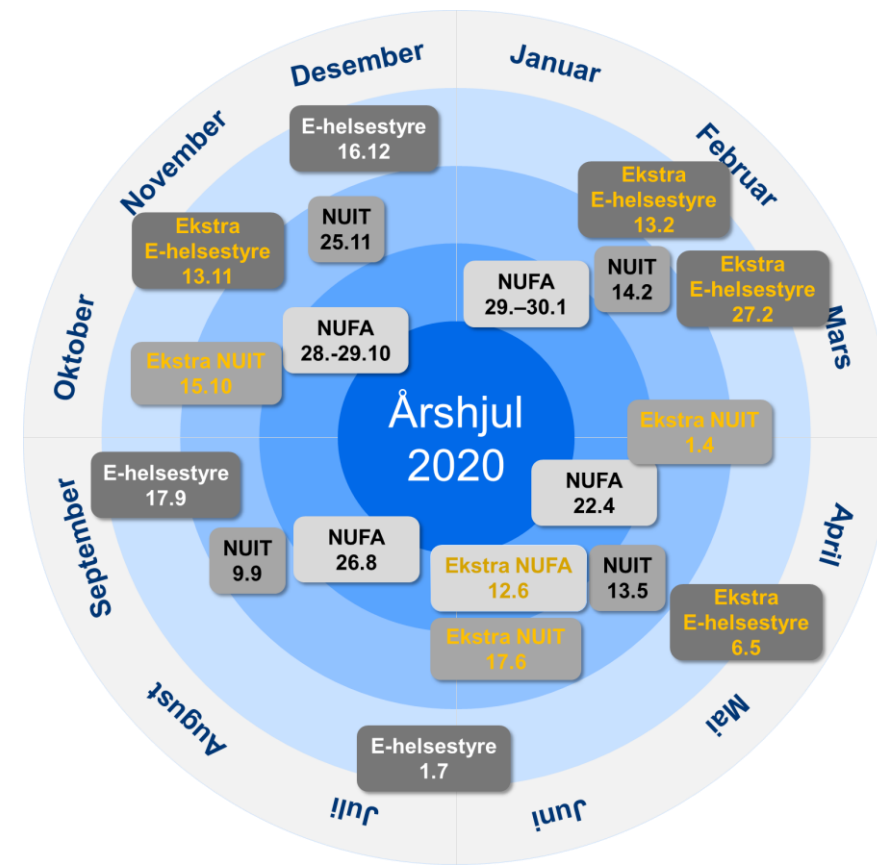 Desember
Januar
Februar
Mars
April
Mai
Juni
Juli
August
September
Oktober
November
E-helsestyre
16.12
Ekstra
E-helsestyre
13.2
NUIT
25.11
Ekstra
E-helsestyre
13.11
NUFA
29.–30.1
NUIT
14.2
Ekstra
E-helsestyre
27.2
NUFA
28.-29.10
Ekstra NUIT
15.10
Årshjul
2020
Ekstra NUIT
1.4
E-helsestyre
17.9
NUFA
22.4
NUIT
9.9
NUFA
26.8
Ekstra NUFA
12.6
NUIT
13.5
Ekstra
E-helsestyre
6.5
Ekstra NUIT
17.6
E-helsestyre
1.7